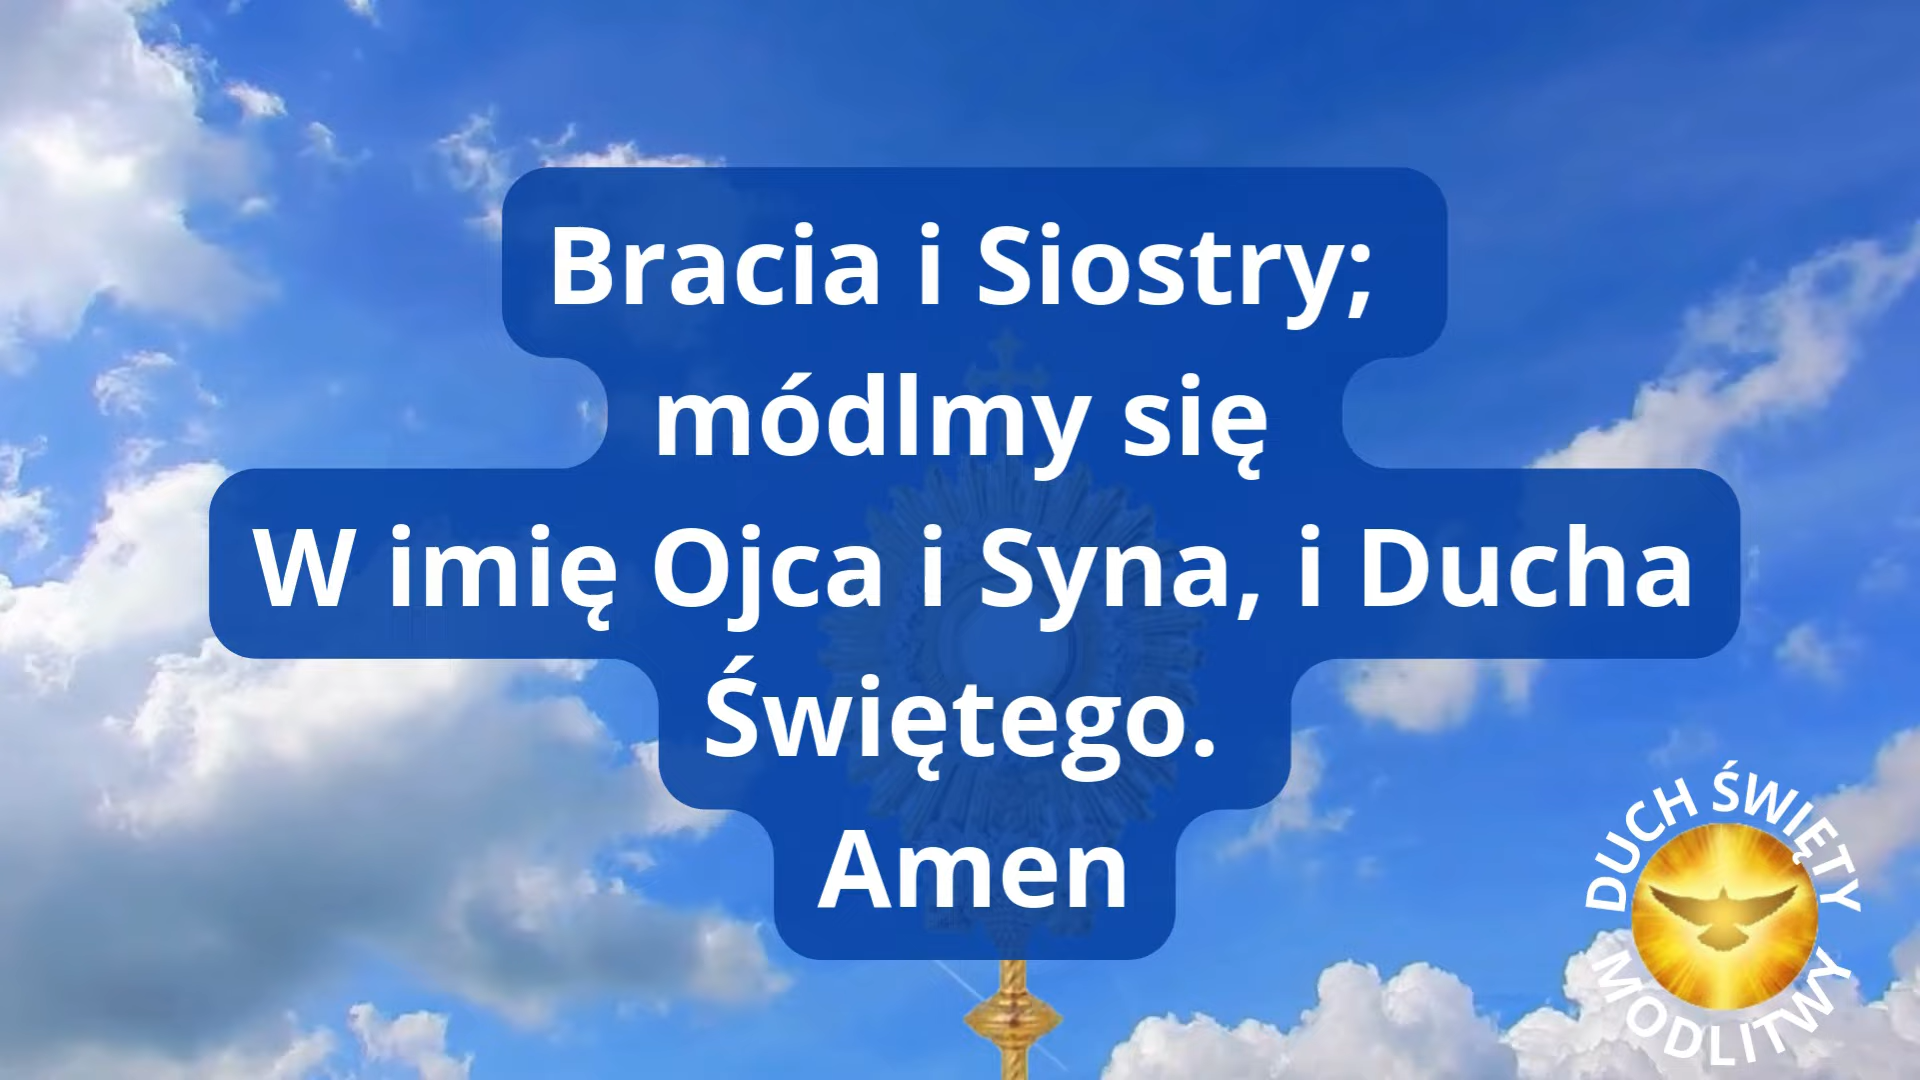 Bracia i Siostry;
módlmy się
W imię Ojca i Syna, i Ducha
Świętego.
Amen
DUCH ŚWIĘTY
MODLITWY